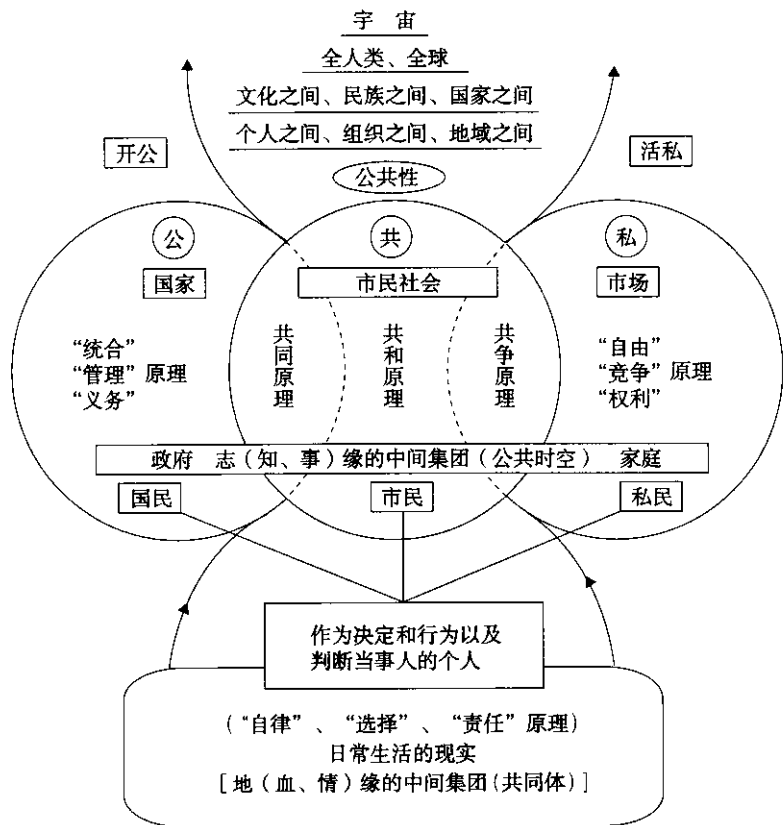 宇 宙
全人类、全球
文化之间、民族之间、国家之间
个人之间、组织之间、地域之间
开公
活私
公共性
公
共
私
国家
市民社会
市场
“统合”
“管理”原理
“义务”
共同原理
共和原理
共争原理
“自由”
“竞争”原理
“权利”
政府 志（知、事）缘的中间集团（公共时空） 家庭
国民
市民
私民
作为决定和行为以及
判断当事人的个人
（“自律”、“选择”、“责任”原理）
日常生活的现实
[地（血、情）缘的中间集团（共同体）]